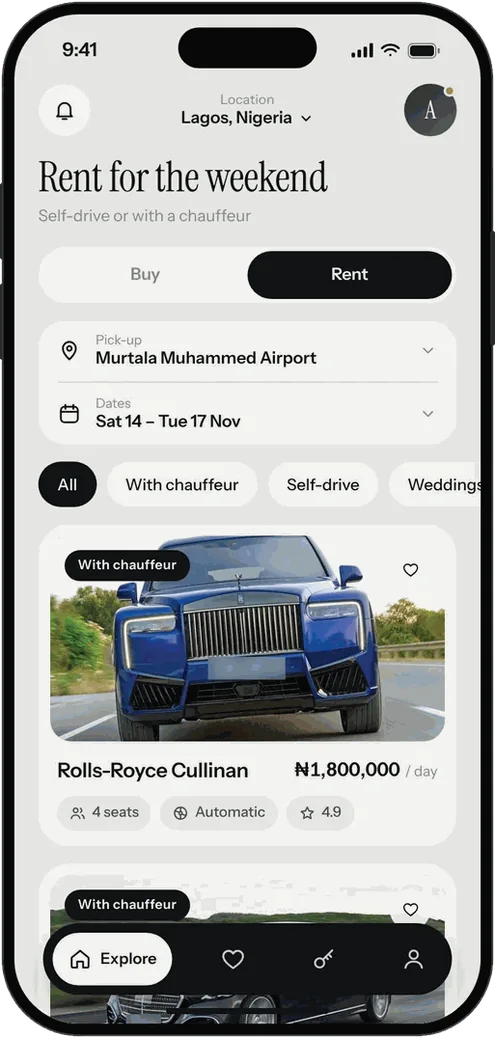 9:41
Location
Lagos, Nigeria
A
Rent for the weekend
Self-drive or with a chauffeur
Buy
Rent
Pick-up
Murtala Muhammed Airport
Dates
Sat 14 – Tue 17 Nov
All
With chauffeur
Self-drive
Weddings
With chauffeur
Rolls-Royce Cullinan
₦1,800,000 / day
4 seats
Automatic
4.9
With chauffeur
Explore